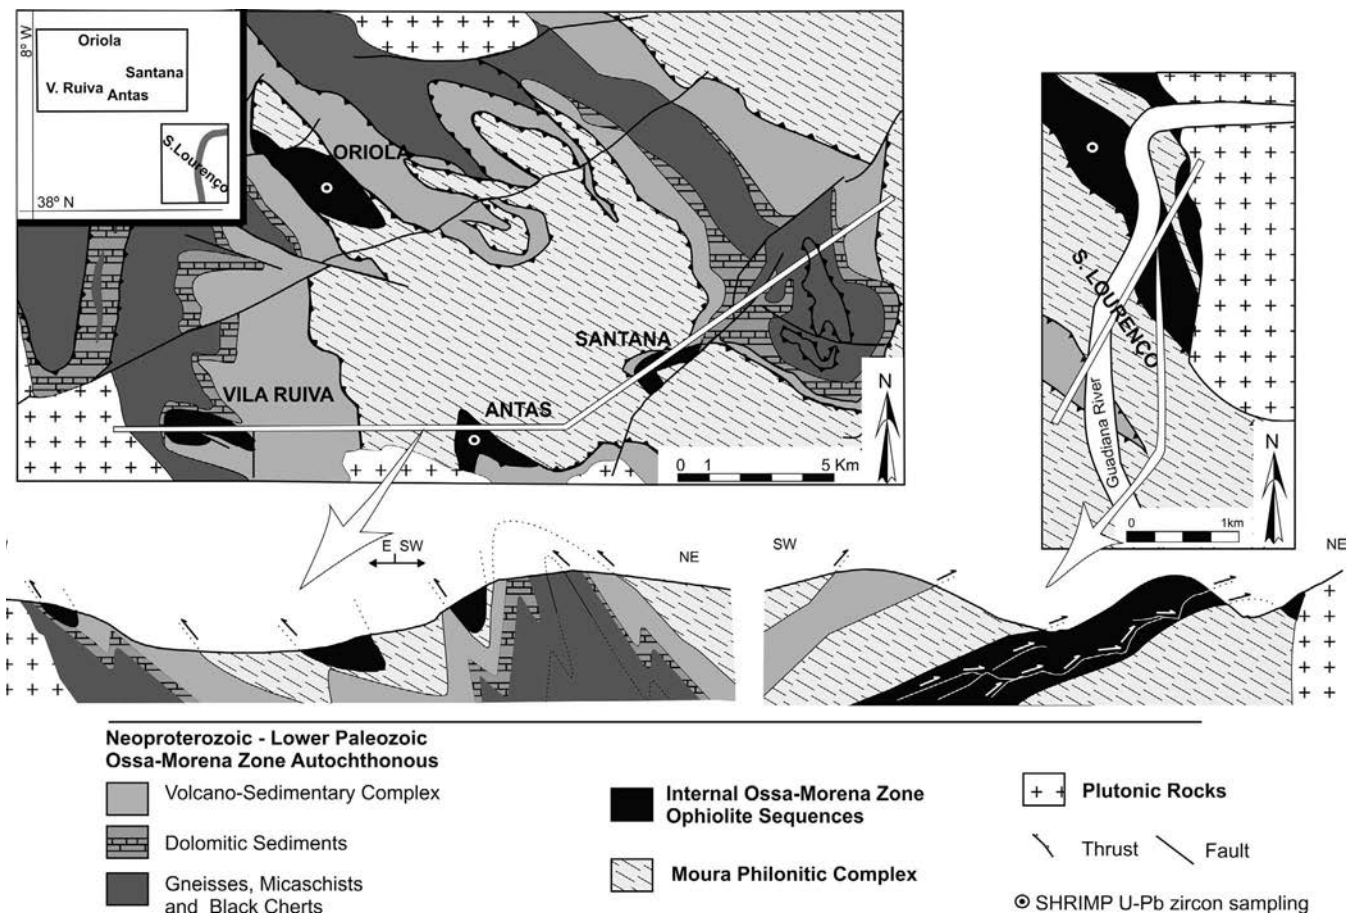 8º W
Oriola
Santana
V. Ruiva
Antas
S.Lourenço
38º N
ORIOLA
SANTANA
VILA RUIVA
ANTAS
N
0 1 5 Km
S. LOURENÇO
Guadiana River
N
0 1km
E SW
NE
SW
NE
Neoproterozoic - Lower Paleozoic
Ossa-Morena Zone Autochthonous
Volcano-Sedimentary Complex
Dolomitic Sediments
Gneisses, Micaschists
and Black Cherts
Internal Ossa-Morena Zone
Ophiolite Sequences
Moura Philonitic Complex
Plutonic Rocks
Thrust
Fault
SHRIMP U-Pb zircon sampling